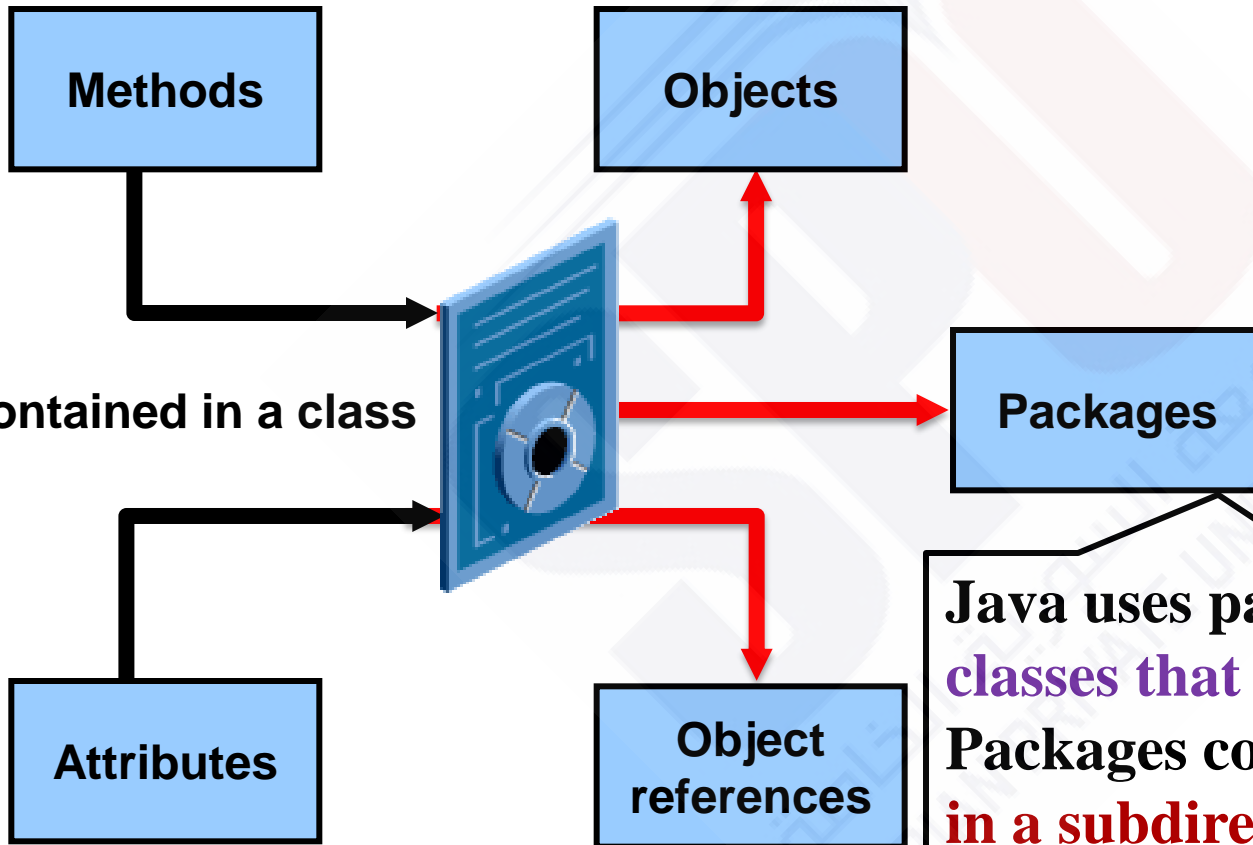 Methods
Objects
ontained in a class
Packages
Java uses pa
classes that
Packages co
in a subdire
Attributes
Object
references